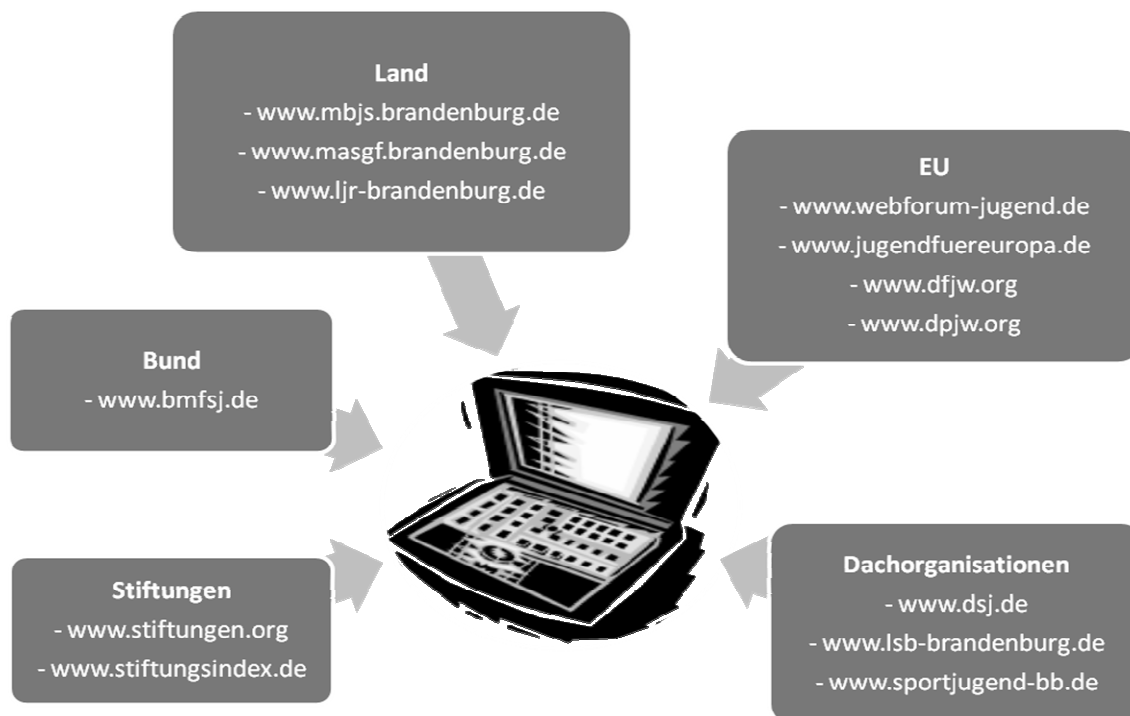 Land
- www.mbjs.brandenburg.de
- www.masgf.brandenburg.de
- www.ljr-brandenburg.de
EU
- www.webforum-jugend.de
- www.jugendfuereuropa.de
- www.dfjw.org
- www.dpjw.org
Bund
- www.bmfsj.de
Stiftungen
- www.stiftungen.org
- www.stiftungsindex.de
Dachorganisationen
- www.dsj.de
- www.lsb-brandenburg.de
- www.sportjugend-bb.de